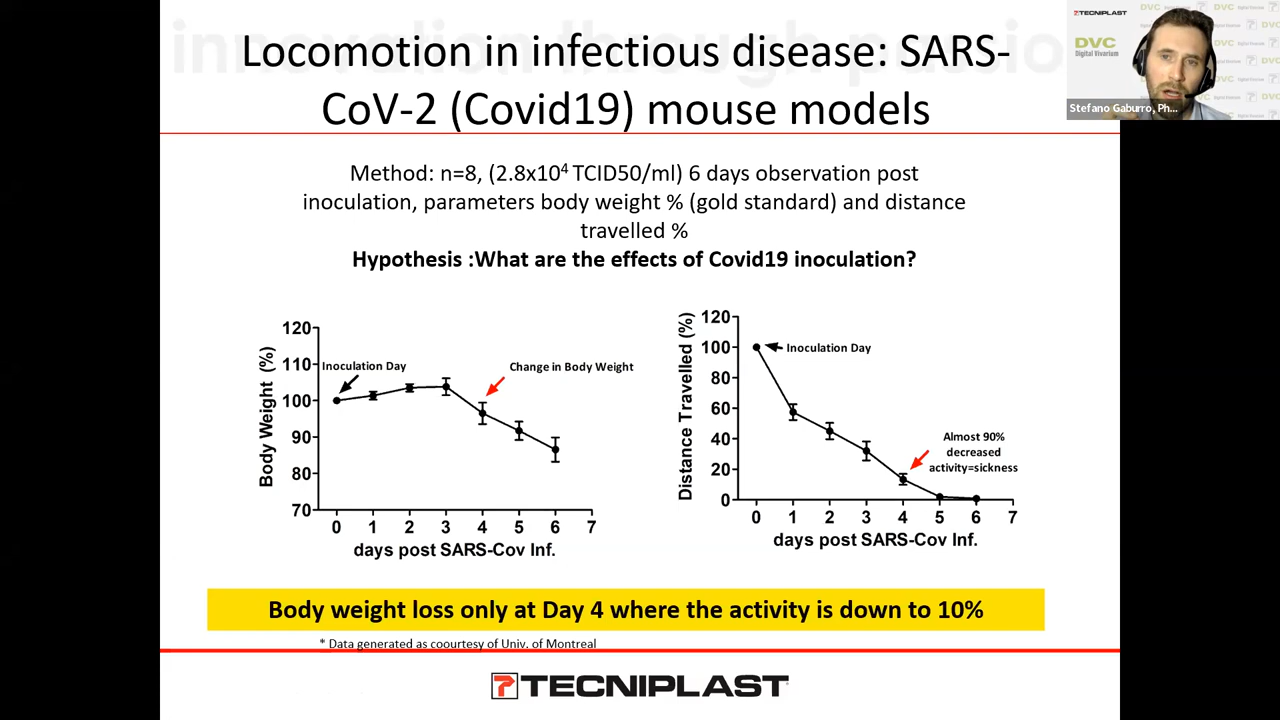 innovation through passion
Locomotion in infectious disease: SARS-
CoV-2 (Covid19) mouse models
TECNIPLAST
DVC
Digital Vivarium
Stefano Gaburro, Ph...
Method: n=8, (2.8x10⁴ TCID50/ml) 6 days observation post
inoculation, parameters body weight % (gold standard) and distance
travelled %
Hypothesis :What are the effects of Covid19 inoculation?
120
110
100
90
80
70
Body Weight (%)
Inoculation Day
Change in Body Weight
0 1 2 3 4 5 6 7
days post SARS-Cov Inf.
120
100
80
60
40
20
0
Distance Travelled (%)
Inoculation Day
Almost 90%
decreased
activity=sickness
0 1 2 3 4 5 6 7
days post SARS-Cov Inf.
Body weight loss only at Day 4 where the activity is down to 10%
* Data generated as coourtesy of Univ. of Montreal
TECNIPLAST